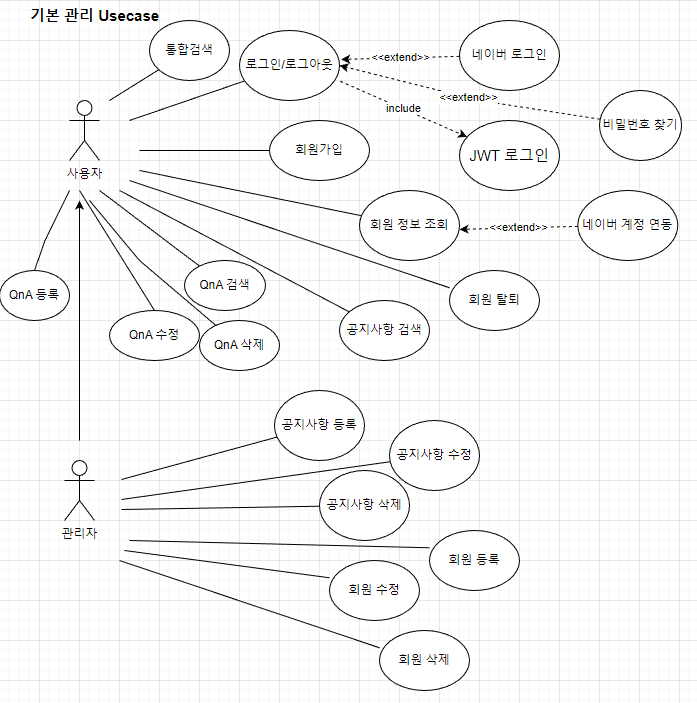 기본 관리 Usecase
통합검색
로그인/로그아웃
<<extend>>
네이버 로그인
<<extend>>
include
비밀번호 찾기
회원가입
JWT 로그인
사용자
회원 정보 조회
<<extend>>
네이버 계정 연동
QnA 등록
QnA 검색
회원 탈퇴
QnA 수정
QnA 삭제
공지사항 검색
공지사항 등록
공지사항 수정
공지사항 삭제
관리자
회원 등록
회원 수정
회원 삭제